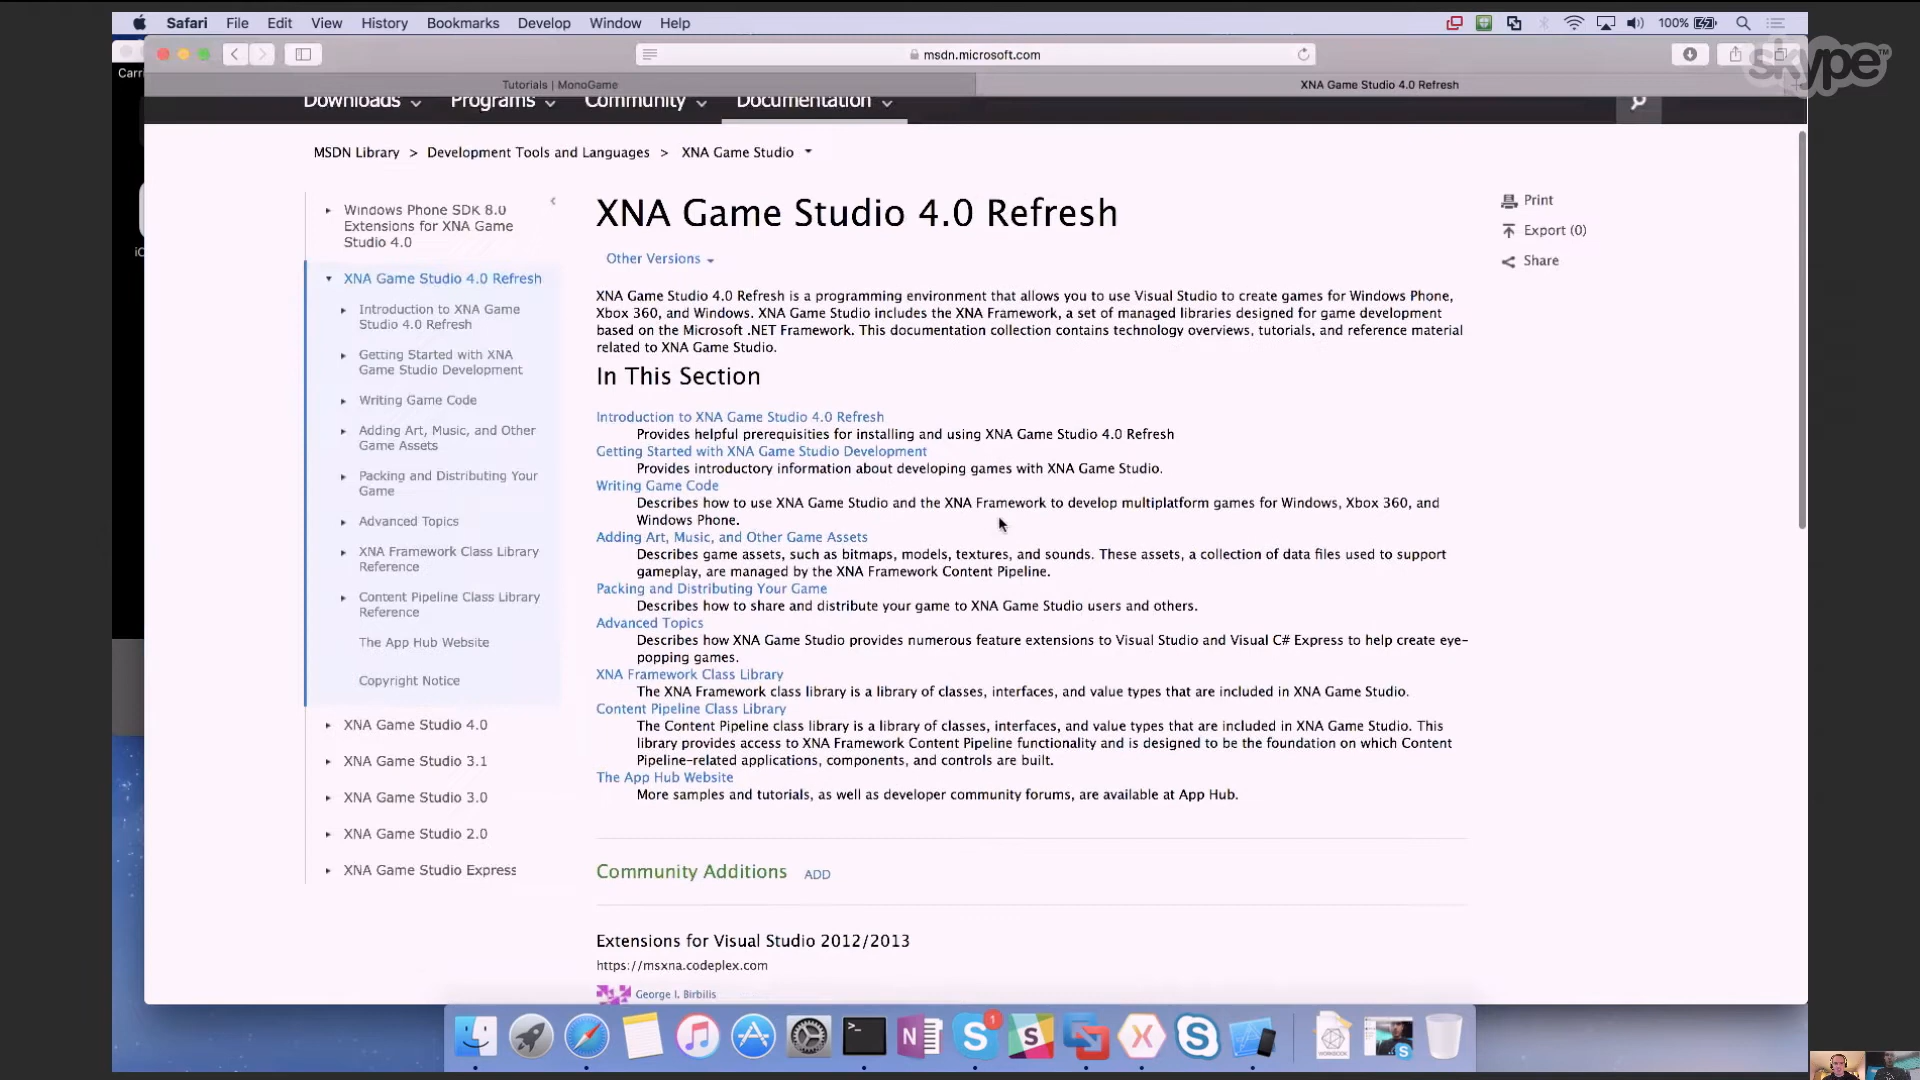 Safari File Edit View History Bookmarks Develop Window Help 100%
skype™
msdn.microsoft.com
Carri
Tutorials | MonoGame XNA Game Studio 4.0 Refresh
Downloads Programs Community Documentation
MSDN Library > Development Tools and Languages > XNA Game Studio
Windows Phone SDK 8.0
Extensions for XNA Game
Studio 4.0
XNA Game Studio 4.0 Refresh
Introduction to XNA Game
Studio 4.0 Refresh
Getting Started with XNA
Game Studio Development
Writing Game Code
Adding Art, Music, and Other
Game Assets
Packing and Distributing Your
Game
Advanced Topics
XNA Framework Class Library
Reference
Content Pipeline Class Library
Reference
The App Hub Website
Copyright Notice
XNA Game Studio 4.0
XNA Game Studio 3.1
XNA Game Studio 3.0
XNA Game Studio 2.0
XNA Game Studio Express
XNA Game Studio 4.0 Refresh
Other Versions
XNA Game Studio 4.0 Refresh is a programming environment that allows you to use Visual Studio to create games for Windows Phone,
Xbox 360, and Windows. XNA Game Studio includes the XNA Framework, a set of managed libraries designed for game development
based on the Microsoft .NET Framework. This documentation collection contains technology overviews, tutorials, and reference material
related to XNA Game Studio.
In This Section
Introduction to XNA Game Studio 4.0 Refresh
Provides helpful prerequisities for installing and using XNA Game Studio 4.0 Refresh
Getting Started with XNA Game Studio Development
Provides introductory information about developing games with XNA Game Studio.
Writing Game Code
Describes how to use XNA Game Studio and the XNA Framework to develop multiplatform games for Windows, Xbox 360, and
Windows Phone.
Adding Art, Music, and Other Game Assets
Describes game assets, such as bitmaps, models, textures, and sounds. These assets, a collection of data files used to support
gameplay, are managed by the XNA Framework Content Pipeline.
Packing and Distributing Your Game
Describes how to share and distribute your game to XNA Game Studio users and others.
Advanced Topics
Describes how XNA Game Studio provides numerous feature extensions to Visual Studio and Visual C# Express to help create eye-
popping games.
XNA Framework Class Library
The XNA Framework class library is a library of classes, interfaces, and value types that are included in XNA Game Studio.
Content Pipeline Class Library
The Content Pipeline class library is a library of classes, interfaces, and value types that are included in XNA Game Studio. This
library provides access to XNA Framework Content Pipeline functionality and is designed to be the foundation on which Content
Pipeline-related applications, components, and controls are built.
The App Hub Website
More samples and tutorials, as well as developer community forums, are available at App Hub.
Community Additions ADD
Extensions for Visual Studio 2012/2013
https://msxna.codeplex.com
George I. Birbilis
Print
Export (0)
Share
1